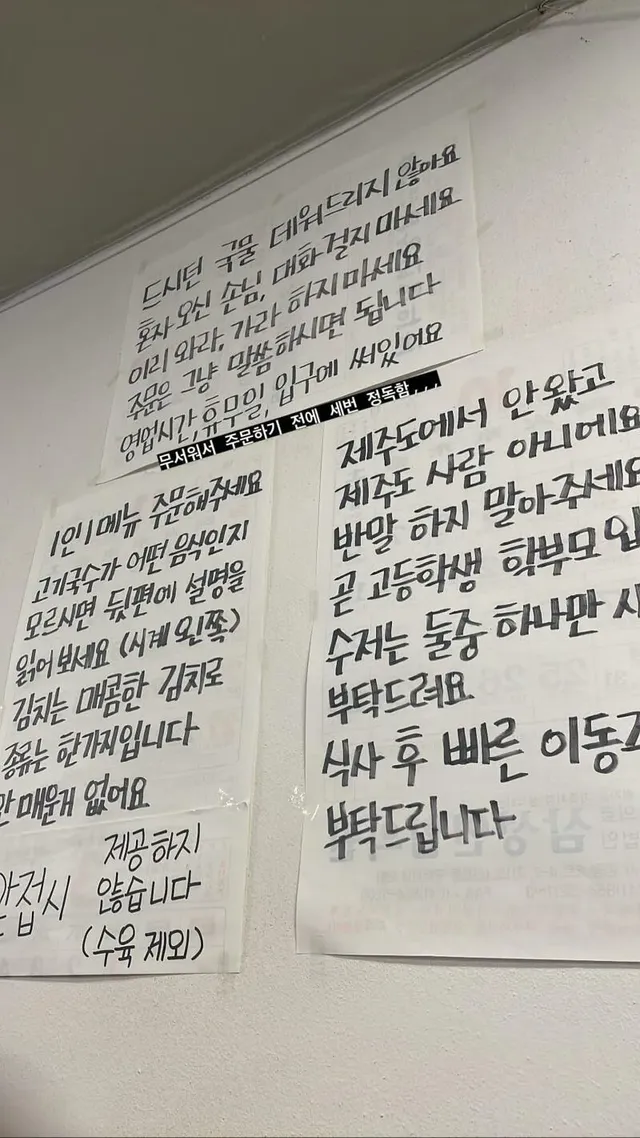 드시던 국물 데워드리지 않아요
혼자 오신 손님, 대화 걸지 마세요
이리 와라, 가라 하지마세요
주문은 그냥 말씀하시면 됩니다
영업시간, 휴무일, 입구에 써있어요
무서워서 주문하기 전에 세번 정독함,,,
1인 1메뉴 주문해주세요
고기국수가 어떤 음식인지
모르시면 뒷편에 설명을
읽어보세요 (시계 왼쪽)
김치는 매콤한 김치로
종류는 한가지입니다
안 매운거 없어요
접시 제공하지
않습니다
(수육 제외)
제주도에서 안 왔고
제주도 사람 아니에요
반말 하지 말아주세요
곧 고등학생 학부모
수저는 둘중 하나만
부탁드려요
식사 후 빠른 이동
부탁드립니다